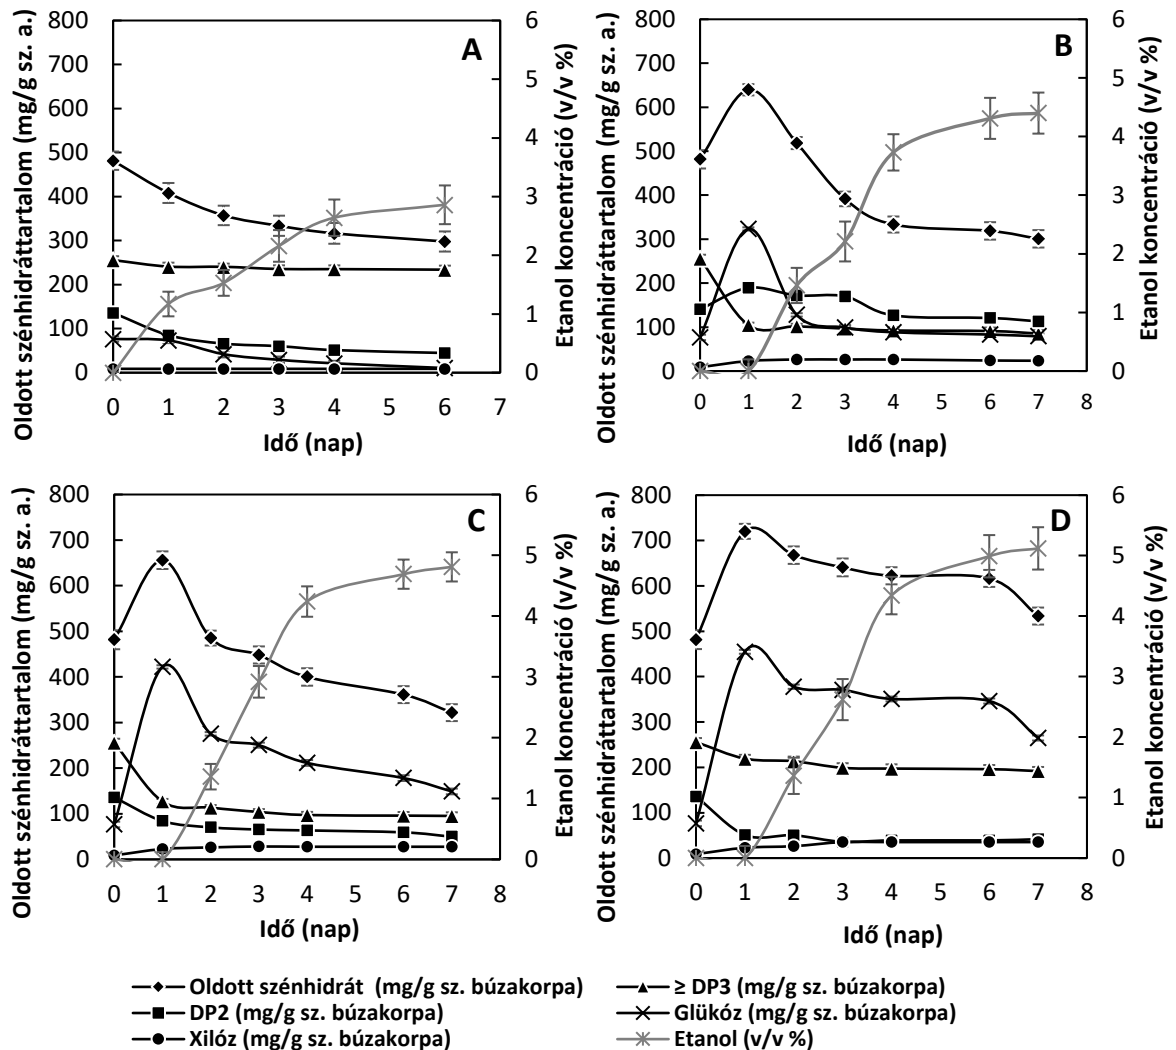 A
Oldott szénhidráttartalom (mg/g sz. a.)
800
700
600
500
400
300
200
100
0
6
5
4
3
2
1
0
Etanol koncentráció (v/v %)
0 1 2 3 4 5 6 7
Idő (nap)
B
Oldott szénhidráttartalom (mg/g sz. a.)
800
700
600
500
400
300
200
100
0
6
5
4
3
2
1
0
Etanol koncentráció (v/v %)
0 1 2 3 4 5 6 7 8
Idő (nap)
C
Oldott szénhidráttartalom (mg/g sz. a.)
800
700
600
500
400
300
200
100
0
6
5
4
3
2
1
0
Etanol koncentráció (v/v %)
0 1 2 3 4 5 6 7 8
Idő (nap)
D
Oldott szénhidráttartalom (mg/g sz. a.)
800
700
600
500
400
300
200
100
0
6
5
4
3
2
1
0
Etanol koncentráció (v/v %)
0 1 2 3 4 5 6 7 8
Idő (nap)
Oldott szénhidrát (mg/g sz. búzakorpa)
≥ DP3 (mg/g sz. búzakorpa)
DP2 (mg/g sz. búzakorpa)
Glükóz (mg/g sz. búzakorpa)
Xilóz (mg/g sz. búzakorpa)
Etanol (v/v %)